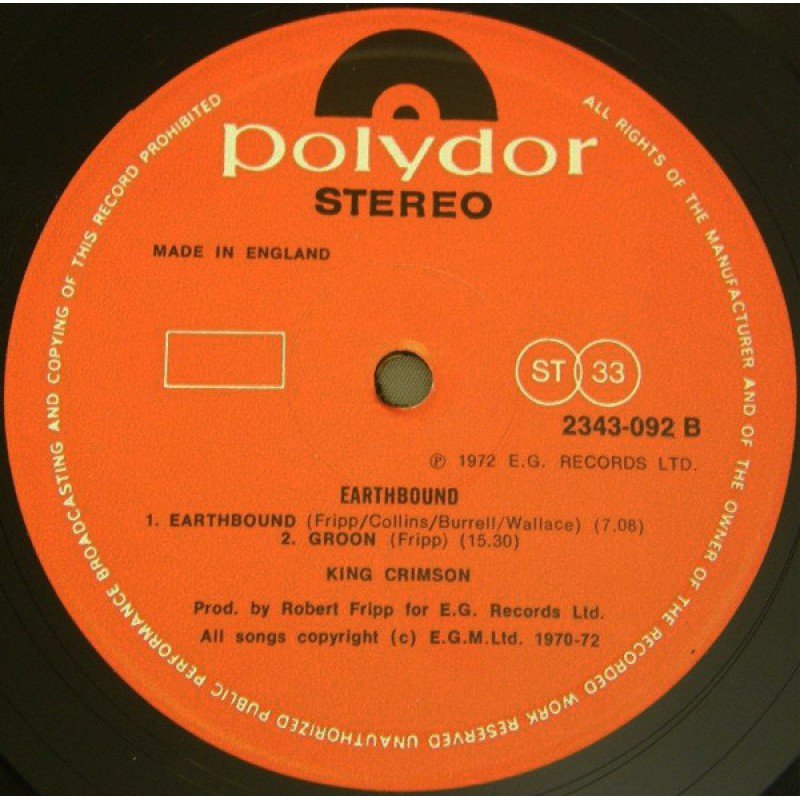 polydor
STEREO
MADE IN ENGLAND
ST 33
2343-092 B
℗ 1972 E.G. RECORDS LTD.
EARTHBOUND
1. EARTHBOUND (Fripp/Collins/Burrell/Wallace) (7.08)
2. GROON (Fripp) (15.30)
KING CRIMSON
Prod. by Robert Fripp for E.G. Records Ltd.
All songs copyright (c) E.G.M.Ltd. 1970-72
ALL RIGHTS OF THE MANUFACTURER AND OF THE OWNER OF THE RECORDED WORK RESERVED UNAUTHORIZED PUBLIC PERFORMANCE BROADCASTING AND COPYING OF THIS RECORD PROHIBITED